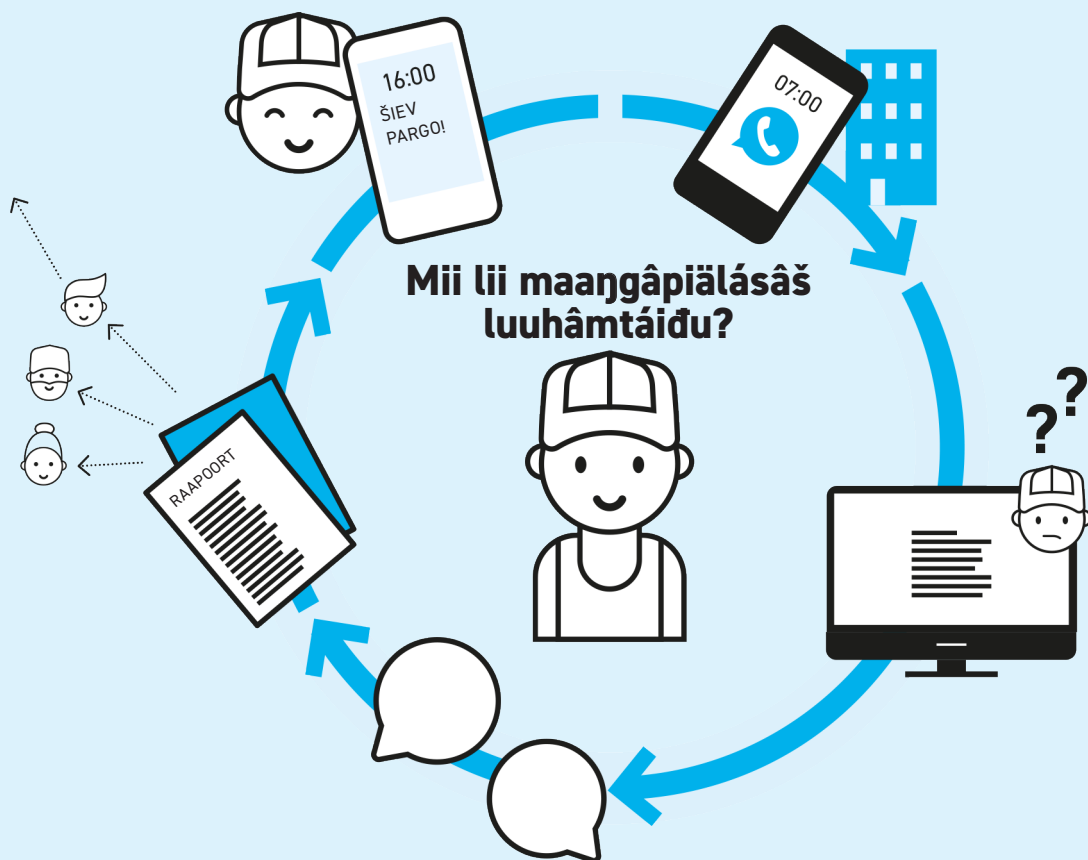 16:00
ŠIEV
PARGO!
07:00
Mii lii maaŋgâpiälásâš
luuhâmtáiđu?
? ?
RAAPOORT